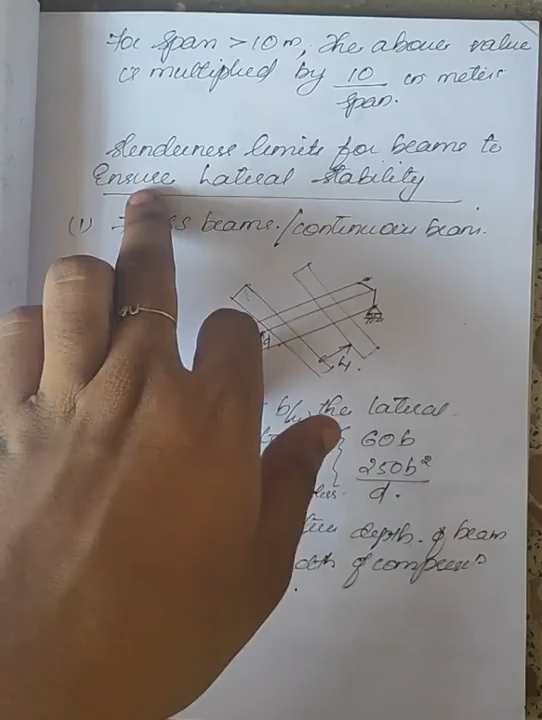 For span > 10 m, the above value
is multiplied by 10/span. in meter
Slenderness limits for beams to
Ensure Lateral Stability
(1) beams./continuous beam.
b/w the lateral
60b
250b²/d.
less.
depth. of beam
of compress